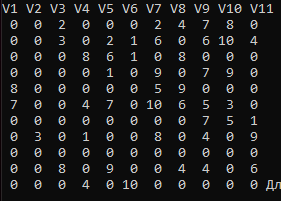 V1 V2 V3 V4 V5 V6 V7 V8 V9 V10 V11
0 0 2 0 0 0 2 4 7 8 0
0 0 3 0 2 1 6 0 6 10 4
0 0 0 8 6 1 0 8 0 0 0
0 0 0 0 1 0 9 0 7 9 0
8 0 0 0 0 0 5 9 0 0 0
7 0 0 4 7 0 10 6 5 3 0
0 0 0 0 0 0 0 0 7 5 1
0 3 0 1 0 0 8 0 4 0 9
0 0 0 0 0 0 0 0 0 0 0
0 0 8 0 9 0 0 4 4 0 6
0 0 0 4 0 10 0 0 0 0 0 Дл